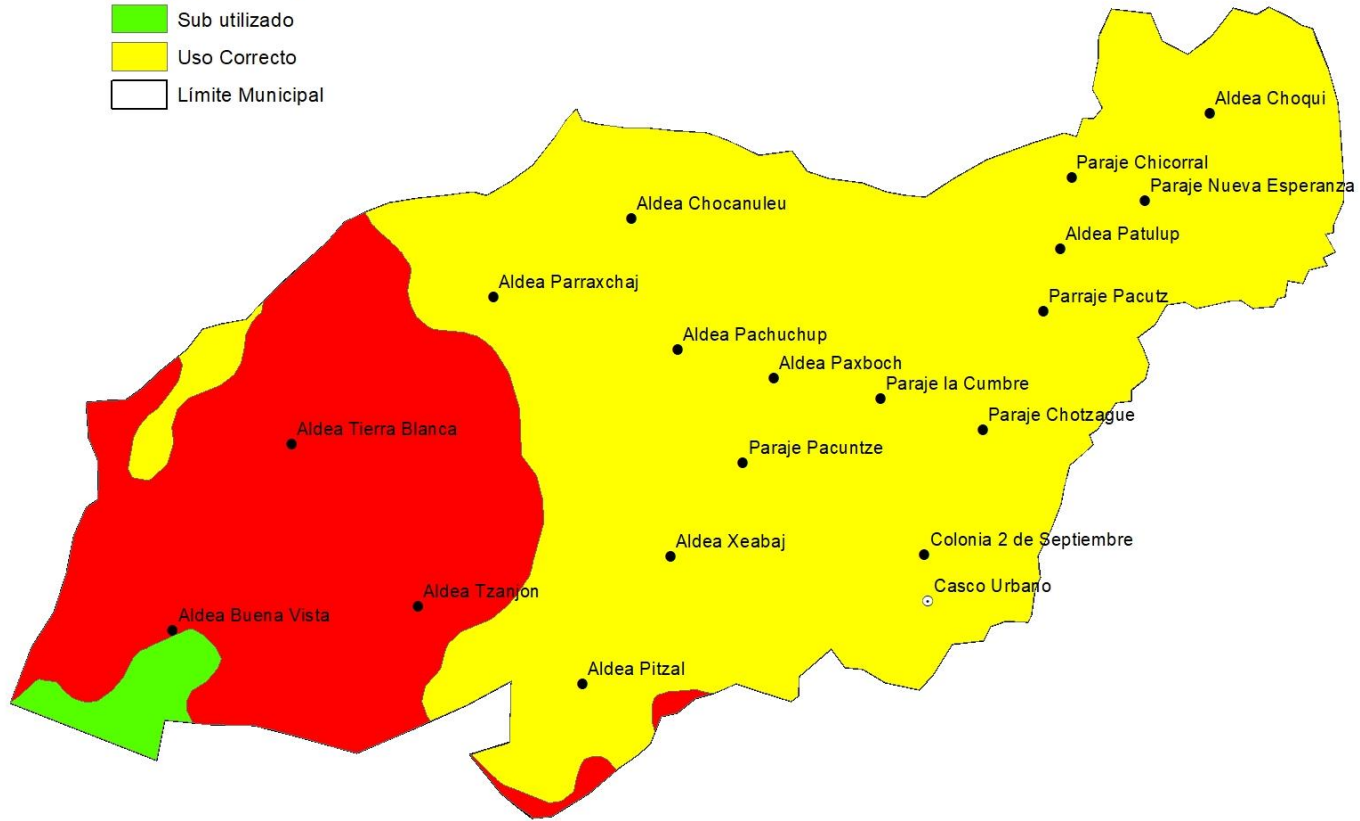 Sub utilizado
Uso Correcto
Límite Municipal
Aldea Choqui
Paraje Chicorral
Paraje Nueva Esperanza
Aldea Chocanuleu
Aldea Patulup
Aldea Parraxchaj
Parraje Pacutz
Aldea Pachuchup
Aldea Paxboch
Paraje la Cumbre
Paraje Chotzague
Aldea Tierra Blanca
Paraje Pacuntze
Aldea Xeabaj
Colonia 2 de Septiembre
Casco Urbano
Aldea Tzanjon
Aldea Buena Vista
Aldea Pitzal